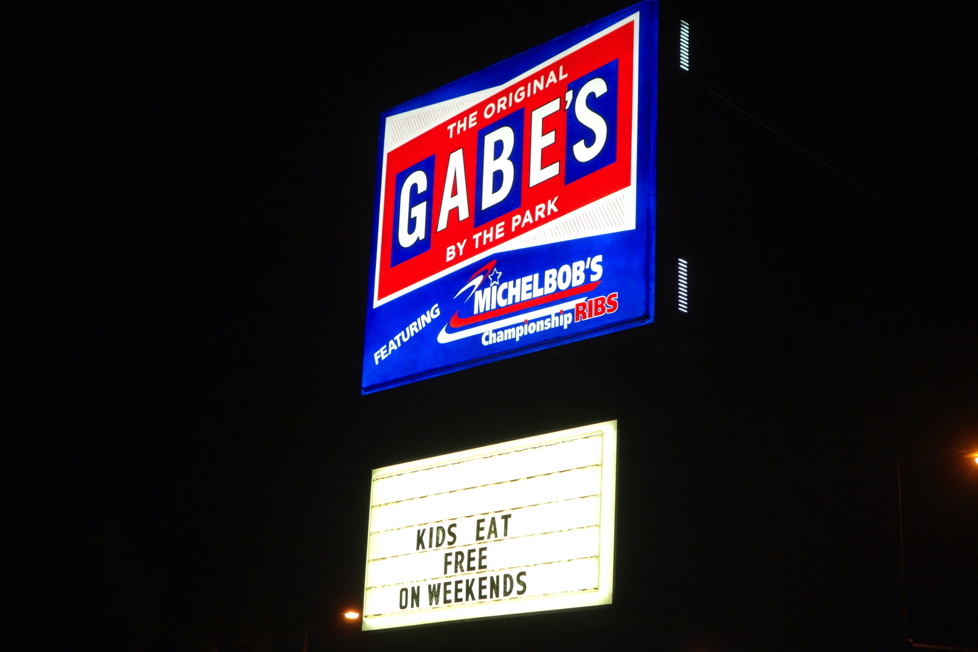 THE ORIGINAL
GABE'S
BY THE PARK
FEATURING
MICHELBOB'S
Championship RIBS
KIDS EAT
FREE
ON WEEKENDS